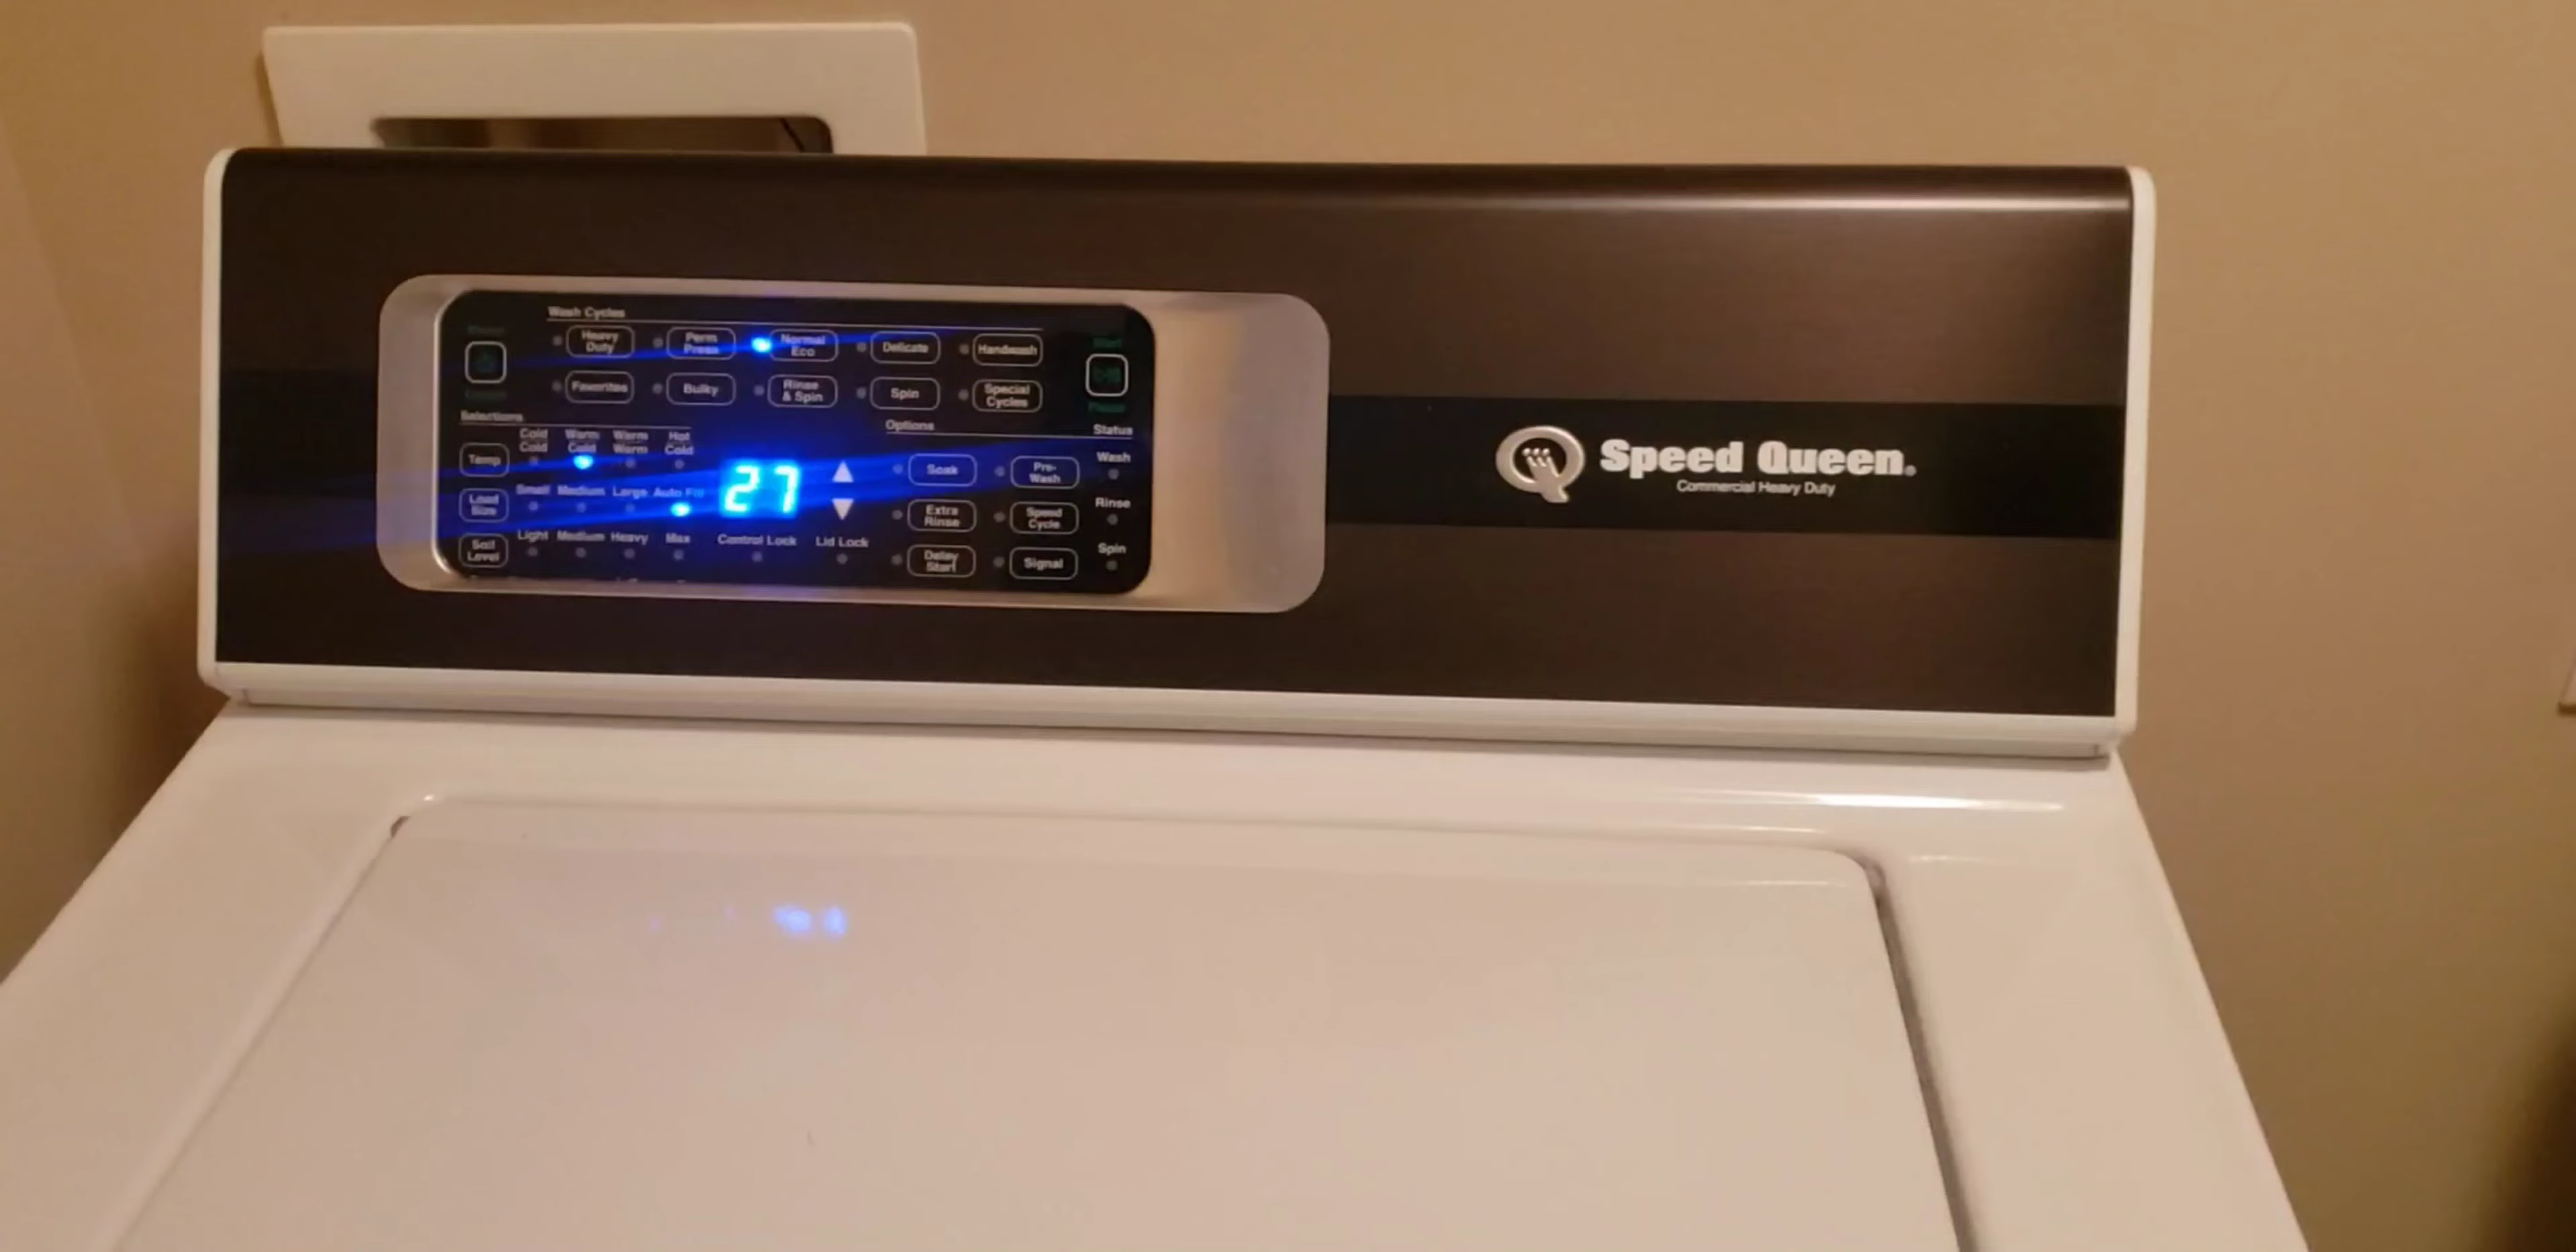 Wash Cycles
Heavy Duty
Perm Press
Normal Eco
Delicate
Handwash
Favorites
Bulky
Rinse & Spin
Spin
Special Cycles
Start
Pause
Selections
Temp
Cold Cold
Warm Cold
Warm Warm
Hot Cold
Load Size
Small Medium Large Auto Fill
Soil Level
Light Medium Heavy Max
27
Control Lock
Lid Lock
Options
Soak
Pre-Wash
Extra Rinse
Speed Cycle
Delay Start
Signal
Status
Wash
Rinse
Spin
Speed Queen.
Commercial Heavy Duty